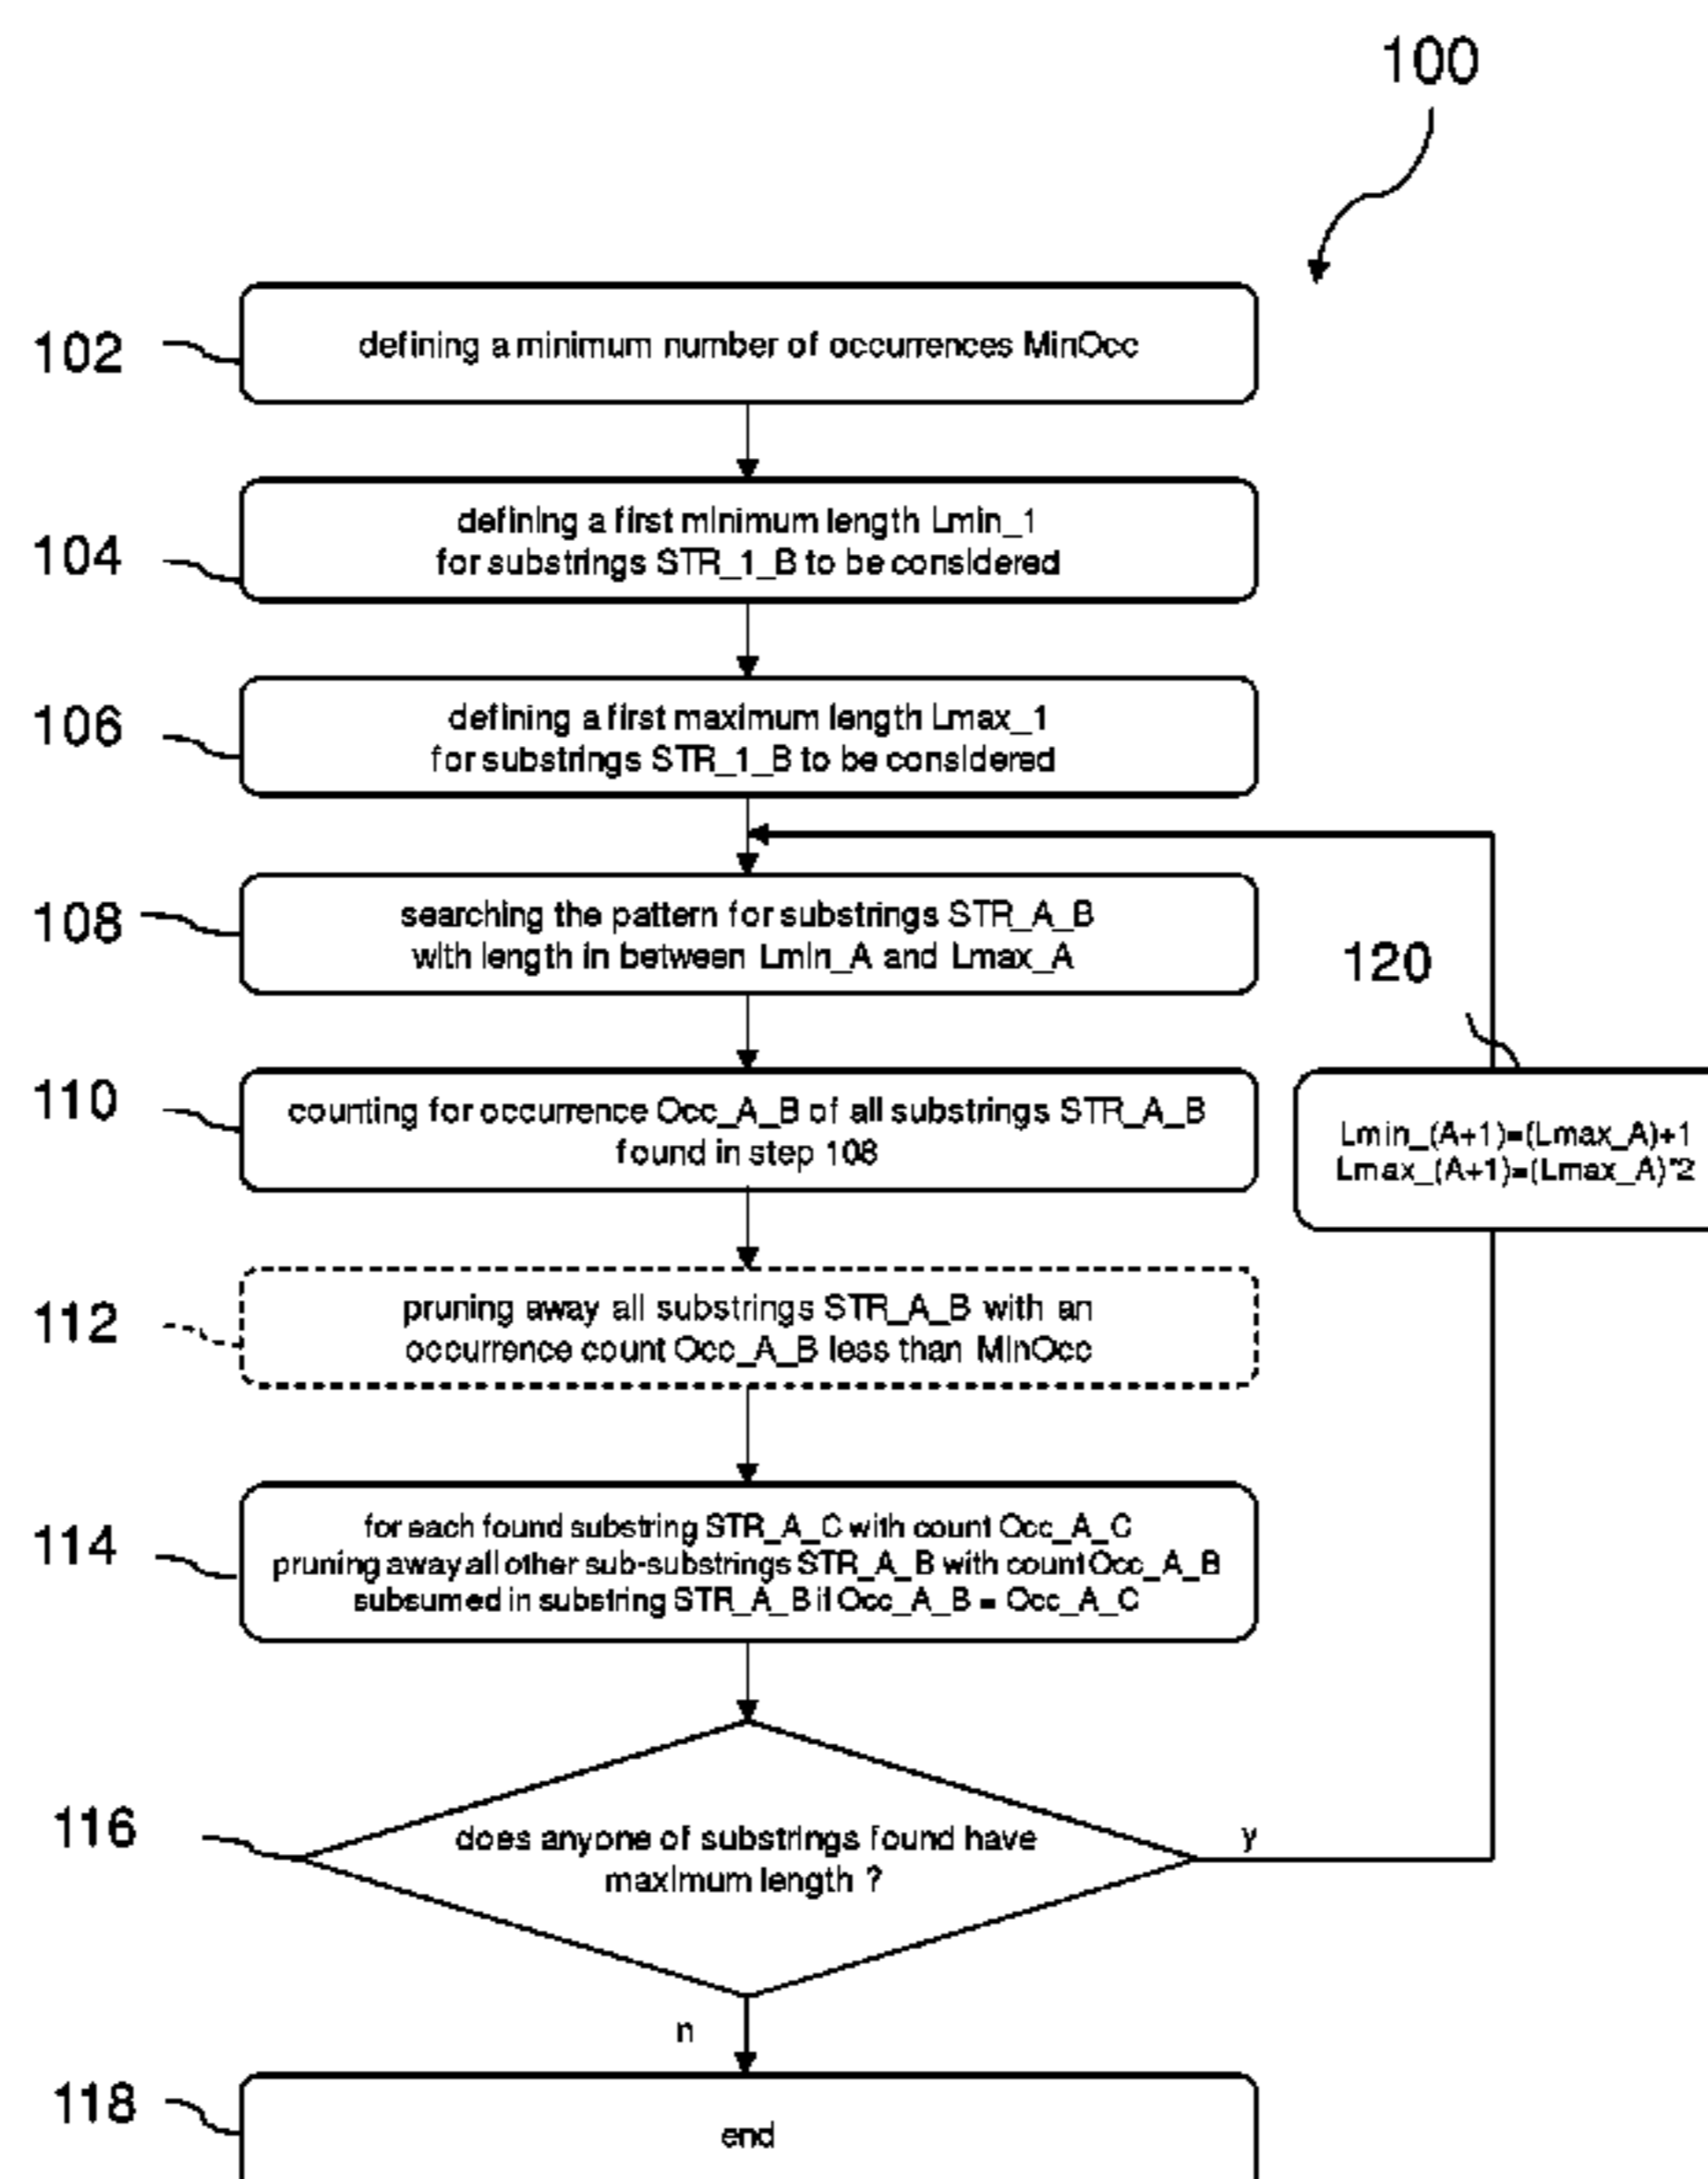 100
102
defining a minimum number of occurrences MinOcc
104
defining a first minimum length Lmin_1
for substrings STR_1_B to be considered
106
defining a first maximum length Lmax_1
for substrings STR_1_B to be considered
108
searching the pattern for substrings STR_A_B
with length in between Lmin_A and Lmax_A
120
110
counting for occurrence Occ_A_B of all substrings STR_A_B
found in step 108
Lmin_(A+1)=(Lmax_A)+1
Lmax_(A+1)=(Lmax_A)*2
112
pruning away all substrings STR_A_B with an
occurrence count Occ_A_B less than MinOcc
114
for each found substring STR_A_C with count Occ_A_C
pruning away all other sub-substrings STR_A_B with count Occ_A_B
subsumed in substring STR_A_B if Occ_A_B = Occ_A_C
116
does anyone of substrings found have
maximum length ?
y
n
118
end